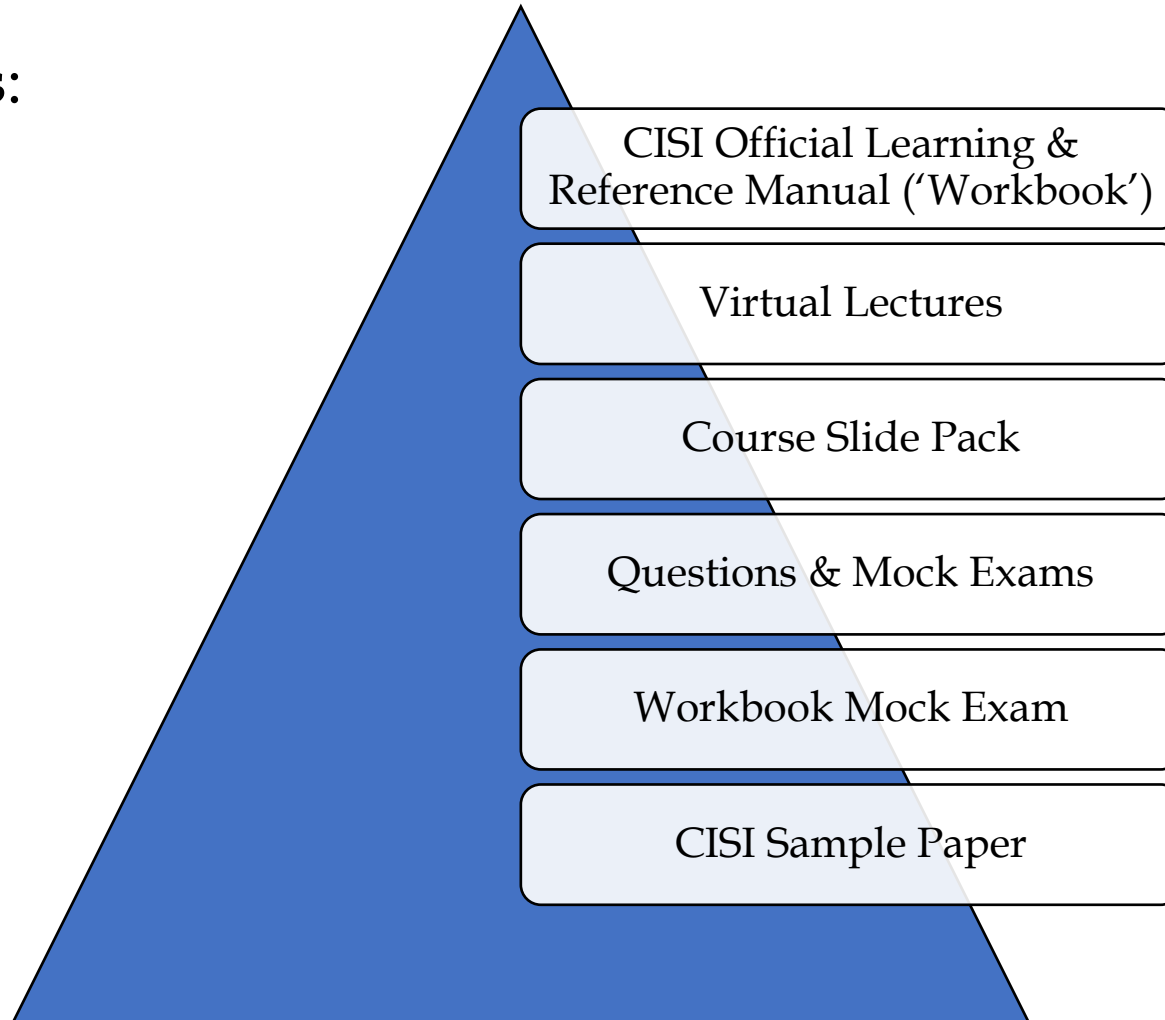 s:
CISI Official Learning &
Reference Manual (‘Workbook’)
Virtual Lectures
Course Slide Pack
Questions & Mock Exams
Workbook Mock Exam
CISI Sample Paper